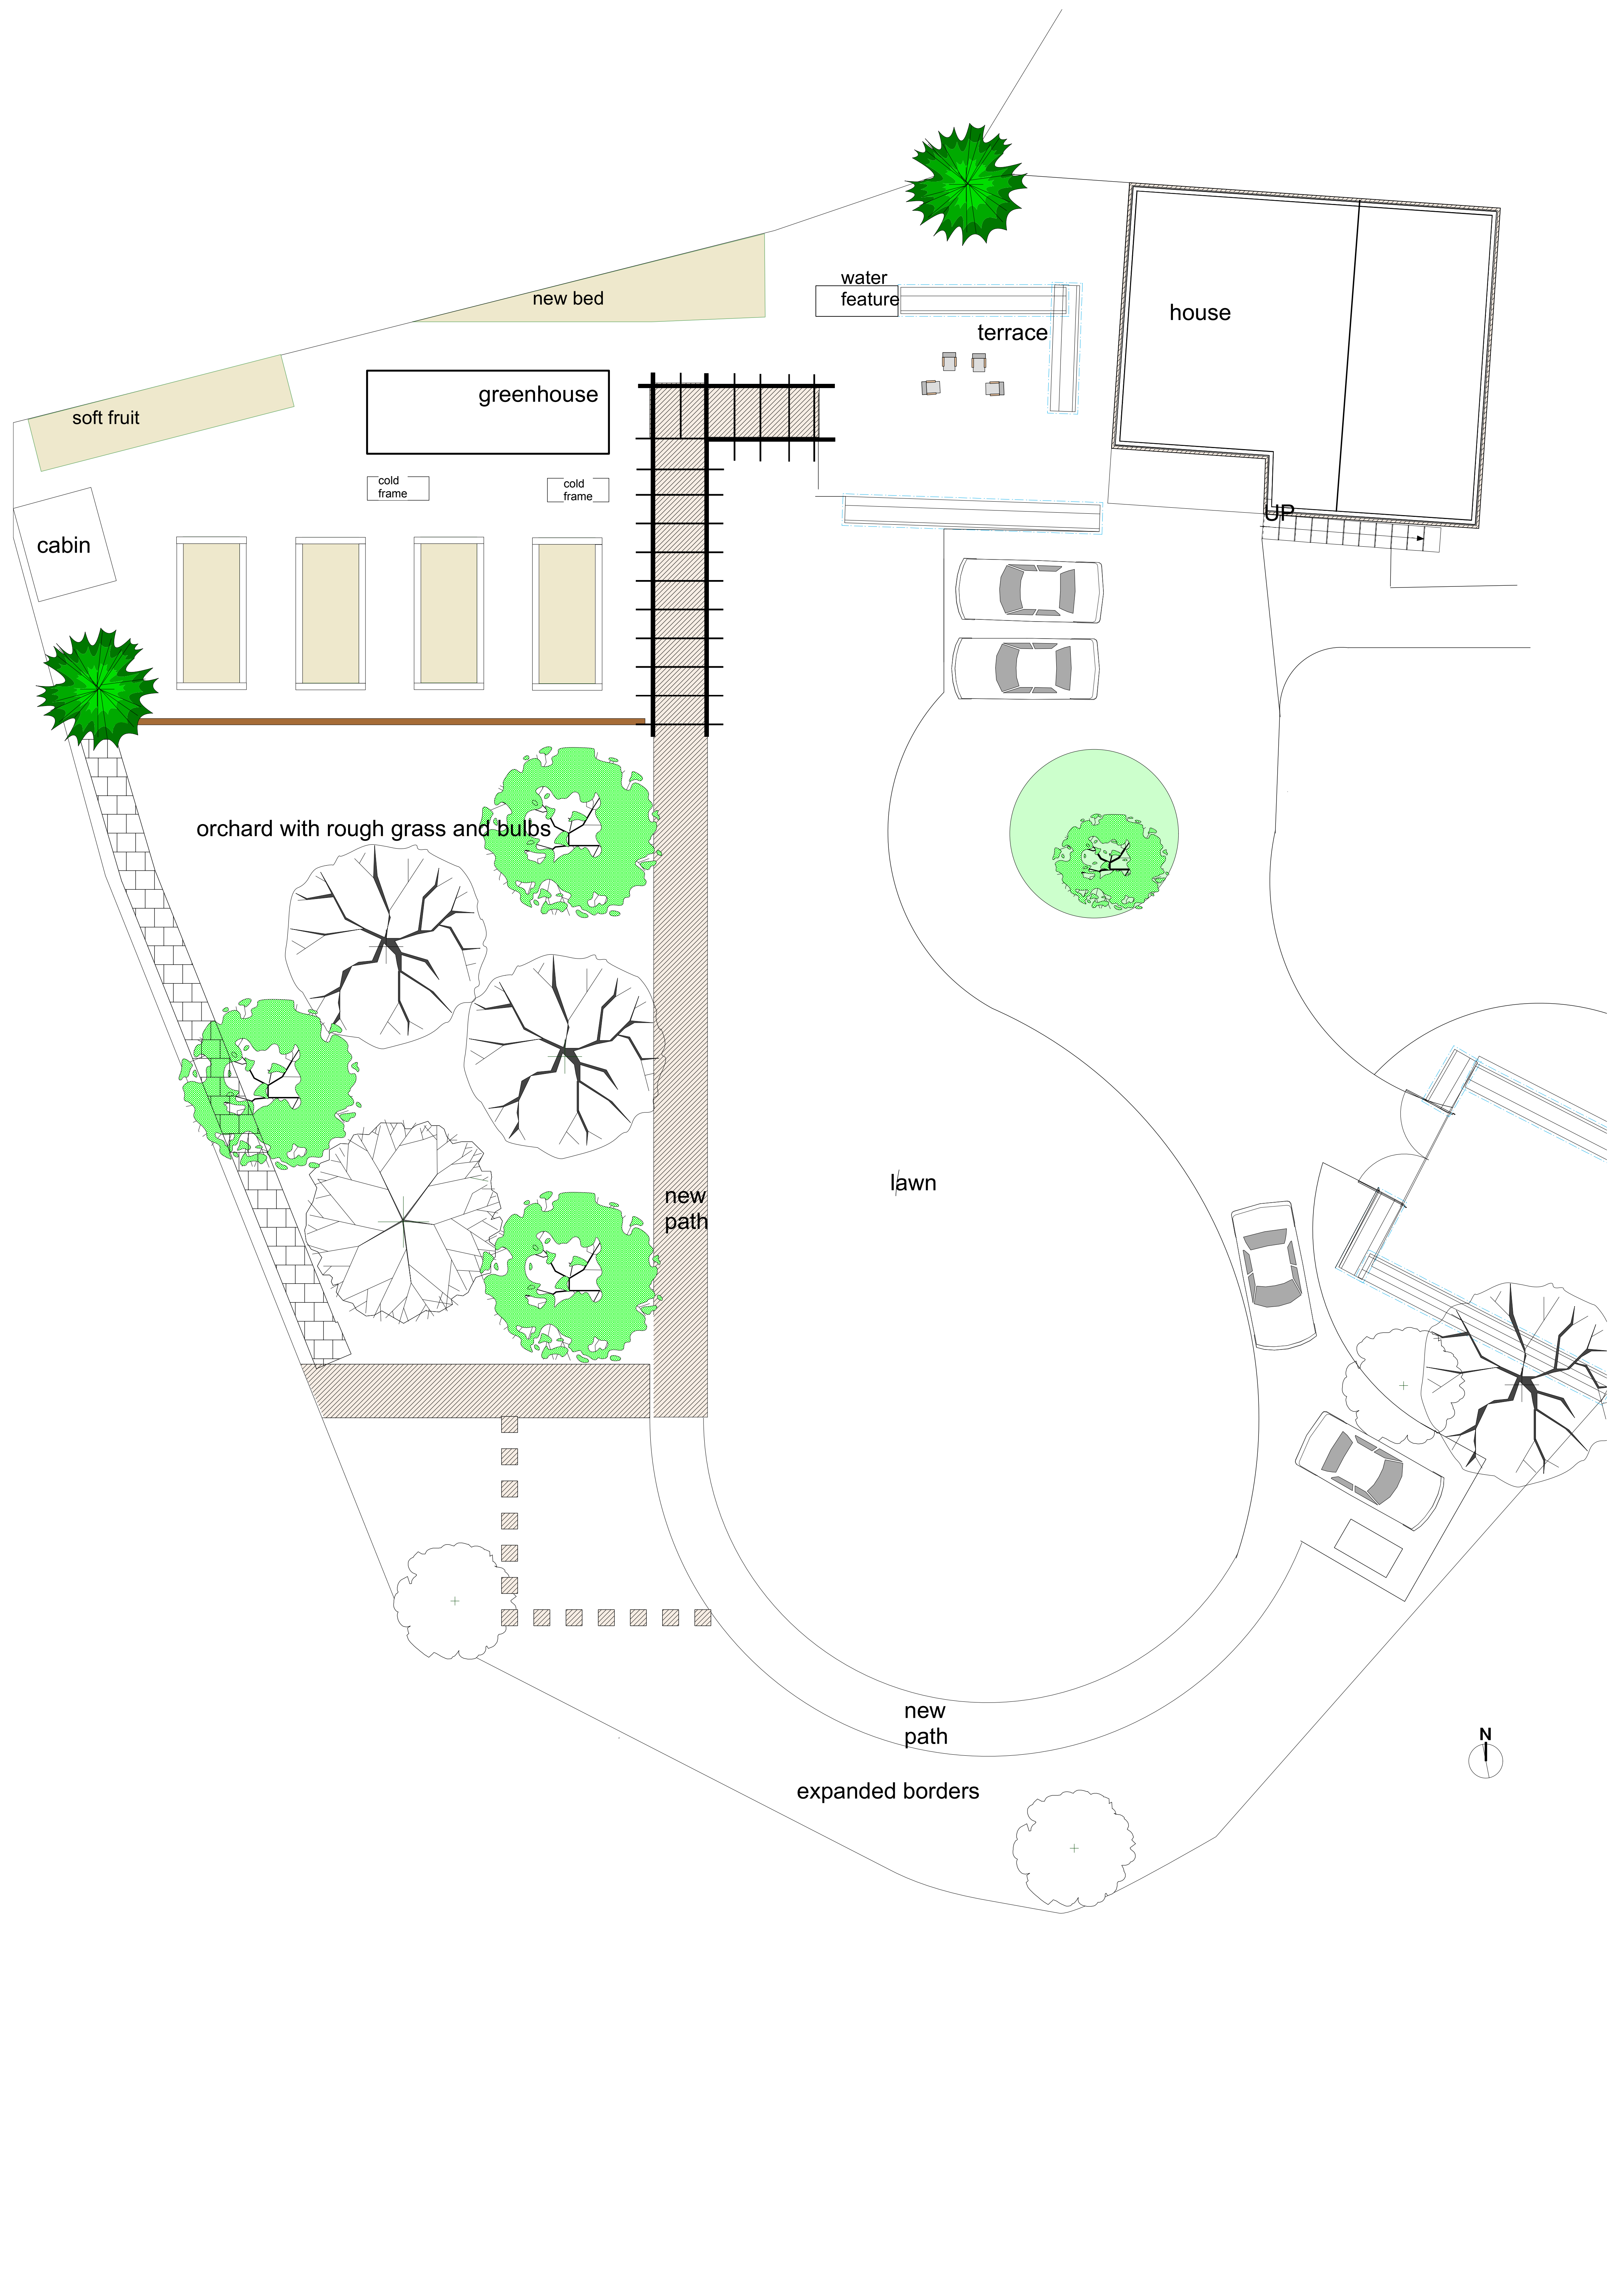 water
feature
new bed
house
terrace
greenhouse
soft fruit
cold
frame
cold
frame
UP
cabin
orchard with rough grass and bulbs
lawn
new
path
new
path
N
expanded borders